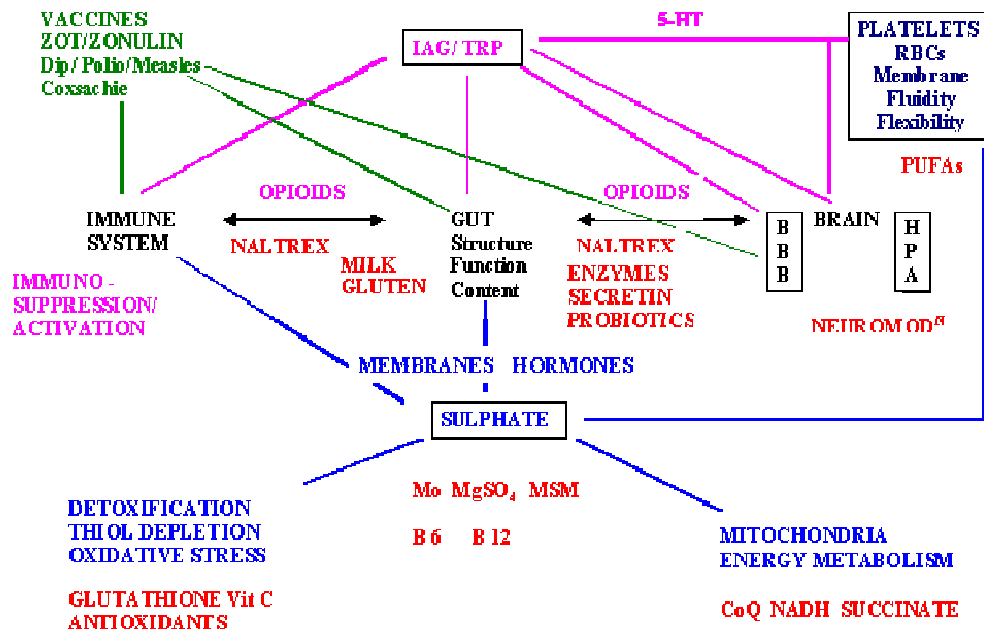 VACCINES
ZOT/ZONULIN
Dip/ Polio/Measles
Coxsachie
IAG/ TRP
5-HT
PLATELETS
RBCs
Membrane
Fluidity
Flexibility
PUFAs
OPIOIDS
OPIOIDS
IMMUNE
SYSTEM
NALTREX
MILK
GLUTEN
GUT
Structure
Function
Content
NALTREX
ENZYMES
SECRETIN
PROBIOTICS
B
B
B
BRAIN
H
P
A
IMMUNO -
SUPPRESSION/
ACTIVATION
NEUROMOD
MEMBRANES HORMONES
SULPHATE
DETOXIFICATION
THIOL DEPLETION
OXIDATIVE STRESS
Mo MgSO₄ MSM
B 6 B 12
MITOCHONDRIA
ENERGY METABOLISM
GLUTATHIONE Vit C
ANTIOXIDANTS
CoQ NADH SUCCINATE